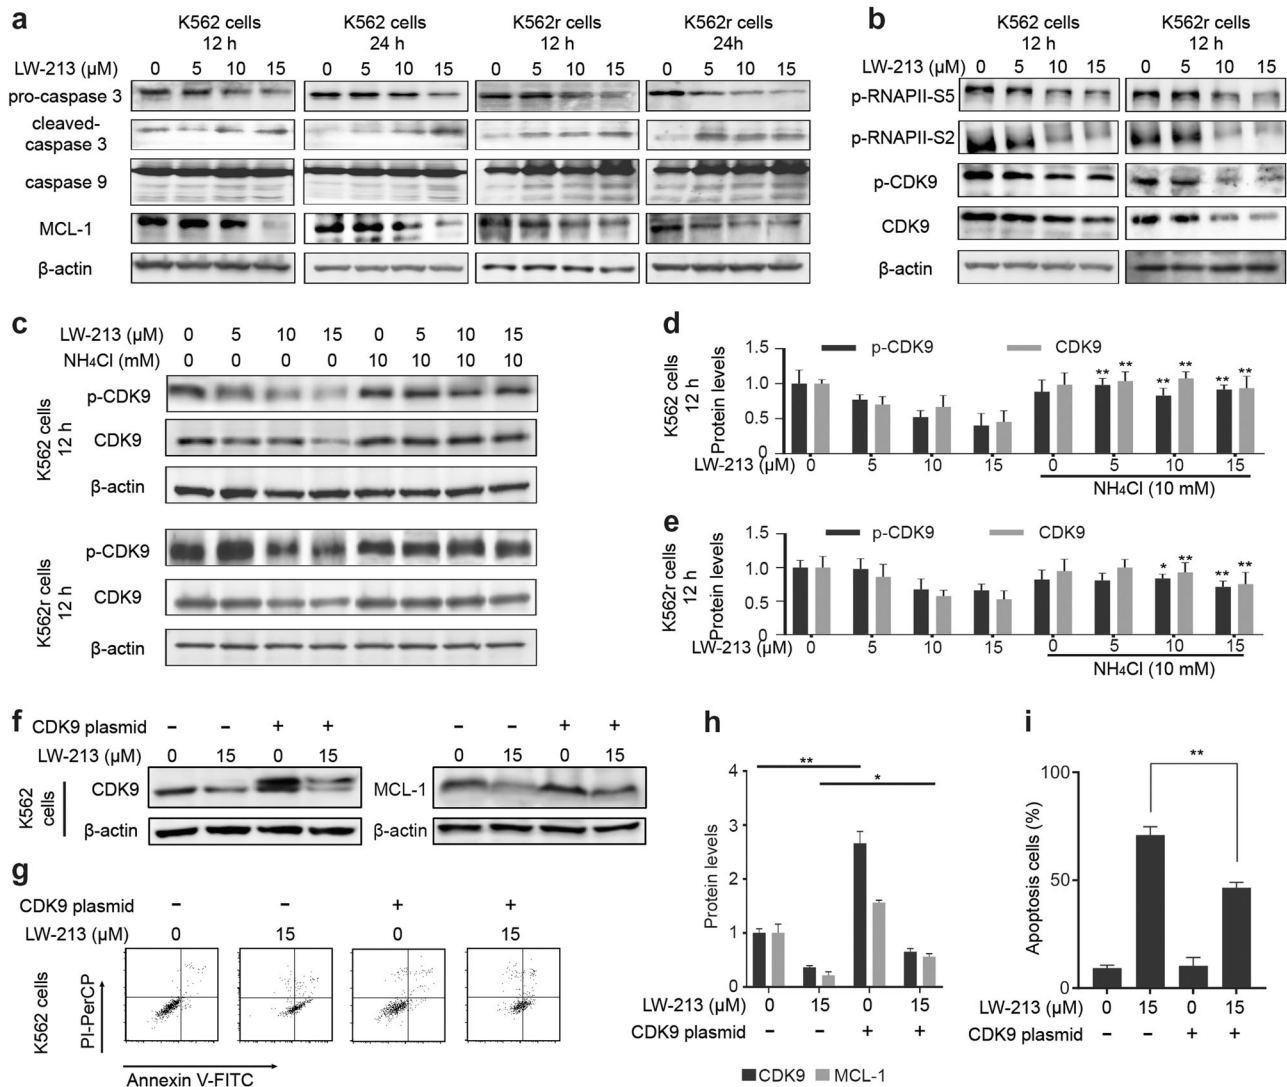 a
K562 cells
12 h
K562 cells
24 h
K562r cells
12 h
K562r cells
24h
LW-213 (μM) 0 5 10 15 0 5 10 15 0 5 10 15 0 5 10 15
pro-caspase 3
cleaved-
caspase 3
caspase 9
MCL-1
β-actin
b
K562 cells
12 h
K562r cells
12 h
LW-213 (μM) 0 5 10 15 0 5 10 15
p-RNAPII-S5
p-RNAPII-S2
p-CDK9
CDK9
β-actin
c
LW-213 (μM) 0 5 10 15 0 5 10 15
NH₄Cl (mM) 0 0 0 0 10 10 10 10
K562 cells
12 h
p-CDK9
CDK9
β-actin
K562r cells
12 h
p-CDK9
CDK9
β-actin
d
p-CDK9 CDK9
K562 cells
12 h
Protein levels
1.5
1.0
0.5
0
** ** ** ** ** **
LW-213 (μM) 0 5 10 15 0 5 10 15
NH₄Cl (10 mM)
e
p-CDK9 CDK9
K562r cells
12 h
Protein levels
1.5
1.0
0.5
0
* ** ** **
LW-213 (μM) 0 5 10 15 0 5 10 15
NH₄Cl (10 mM)
f
CDK9 plasmid – – + + – – + +
LW-213 (μM) 0 15 0 15 0 15 0 15
K562
cells
CDK9 MCL-1
β-actin β-actin
g
CDK9 plasmid – – + +
LW-213 (μM) 0 15 0 15
K562 cells
PI-PerCP
Annexin V-FITC
h
** *
Protein levels
4
3
2
1
0
LW-213 (μM) 0 15 0 15
CDK9 plasmid – – + +
CDK9 MCL-1
i
**
Apoptosis cells (%)
100
50
0
LW-213 (μM) 0 15 0 15
CDK9 plasmid – – + +